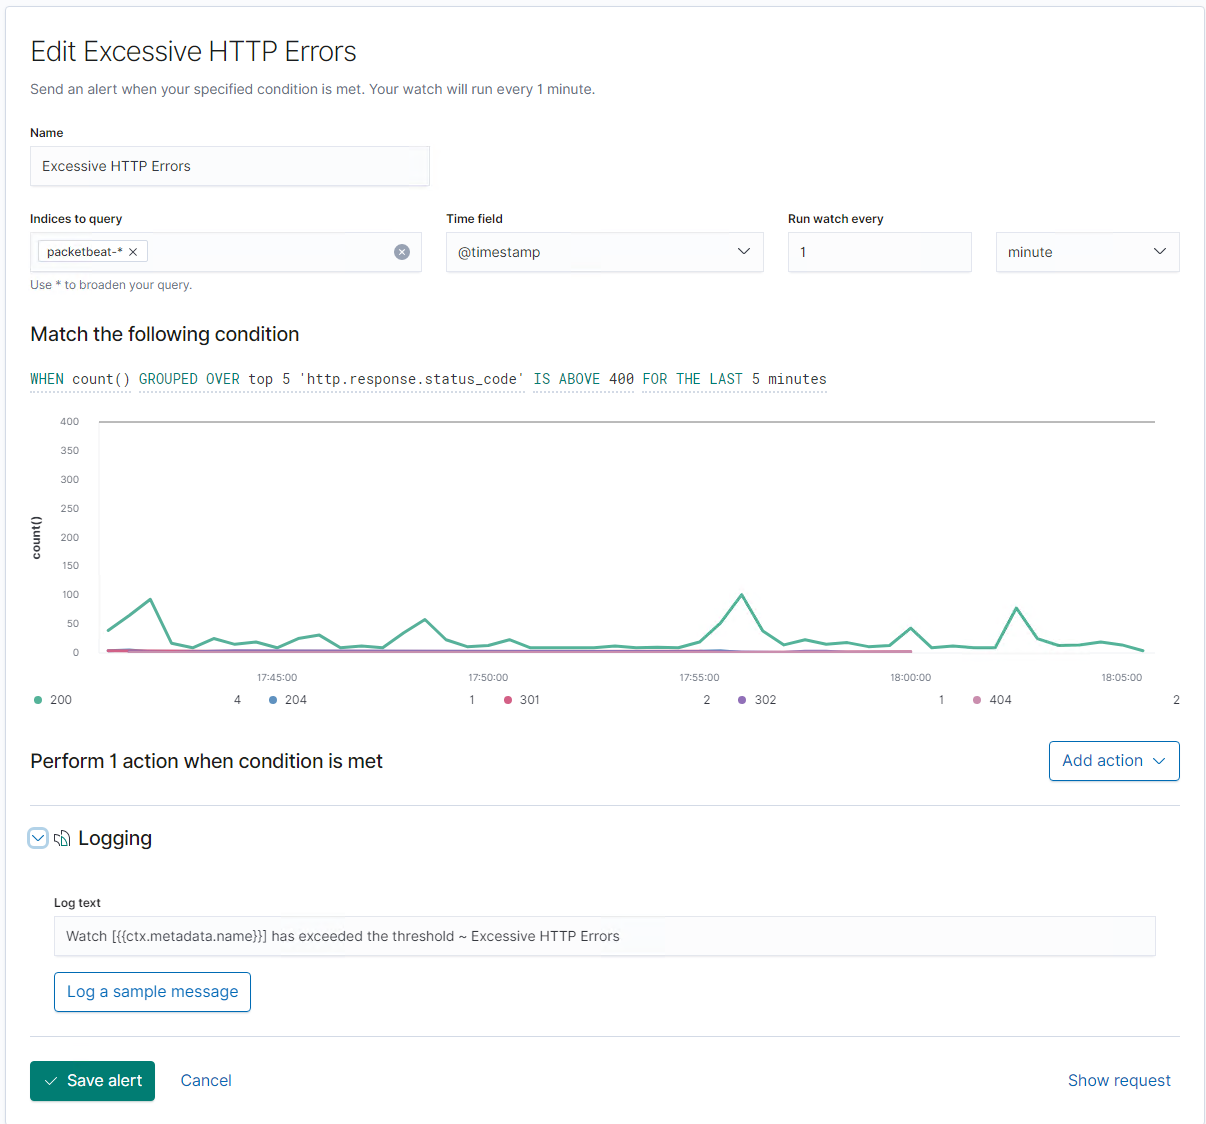 Edit Excessive HTTP Errors
Send an alert when your specified condition is met. Your watch will run every 1 minute.
Name
Excessive HTTP Errors
Indices to query
Time field
Run watch every
packetbeat-*
@timestamp
1
minute
Use * to broaden your query.
Match the following condition
WHEN count() GROUPED OVER top 5 'http.response.status_code' IS ABOVE 400 FOR THE LAST 5 minutes
400
350
300
250
200
150
100
50
0
count()
17:45:00 17:50:00 17:55:00 18:00:00 18:05:00
200 4 204 1 301 2 302 1 404 2
Perform 1 action when condition is met
Add action
Logging
Log text
Watch [{{ctx.metadata.name}}] has exceeded the threshold ~ Excessive HTTP Errors
Log a sample message
Save alert
Cancel
Show request